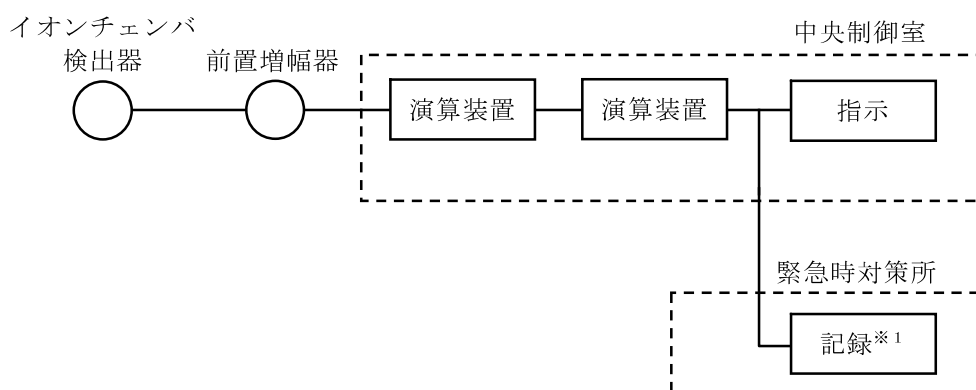 イオンチェンバ
検出器
前置増幅器
中央制御室
演算装置
演算装置
指示
緊急時対策所
記録※1